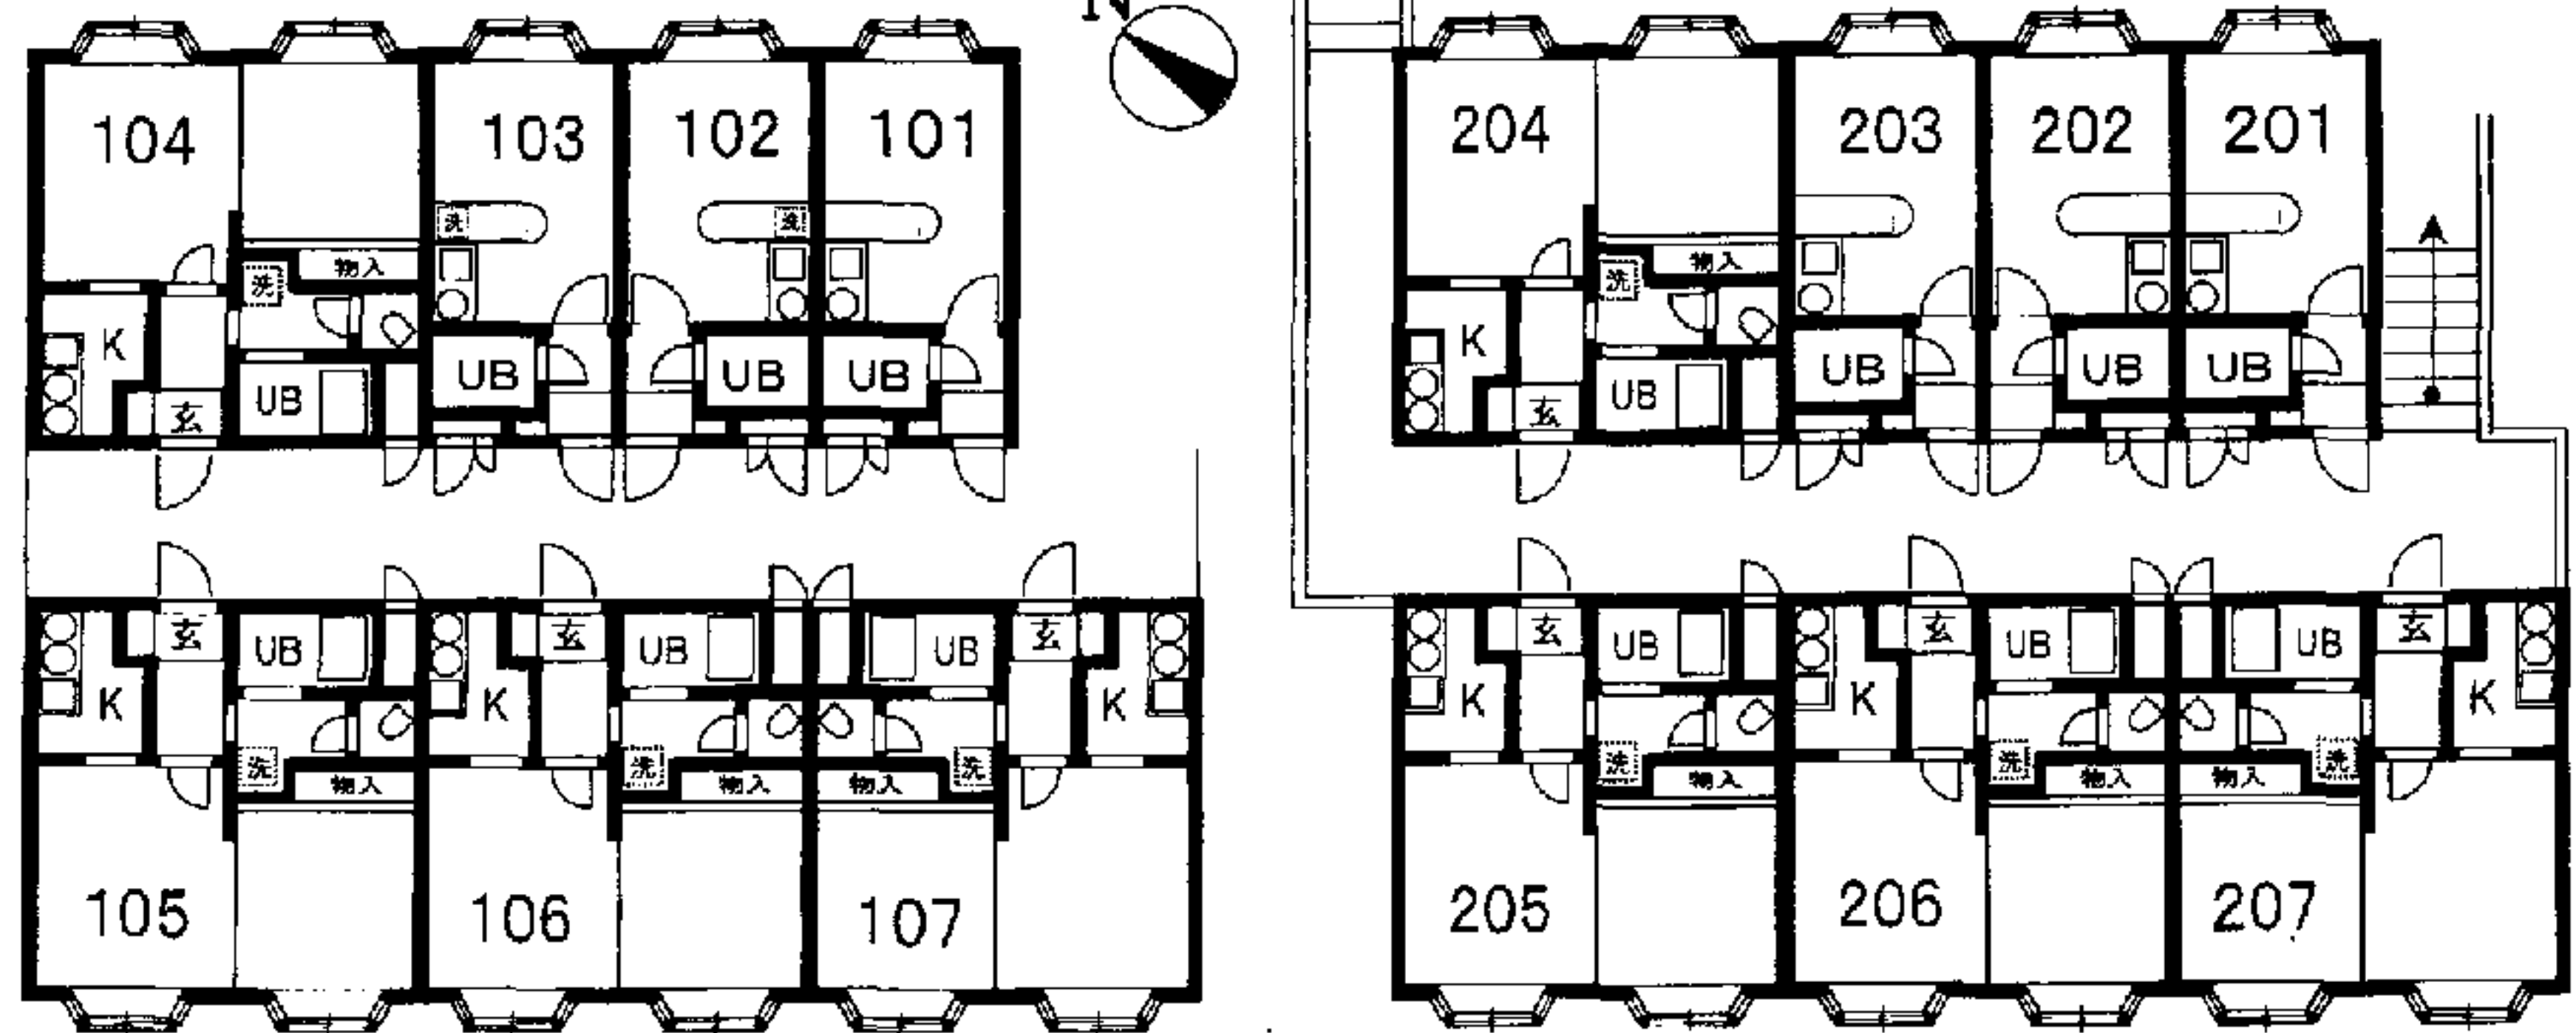 N
104 103 102 101
洗 洗
洗 物入
K
UB UB UB
玄 UB
玄 UB 玄 UB UB 玄
K K K
洗 物入 洗 物入 物入 洗
105 106 107
204 203 202 201
洗 物入
K
UB UB UB
玄 UB
玄 UB 玄 UB UB 玄
K K K
洗 物入 洗 物入 物入 洗
205 206 207